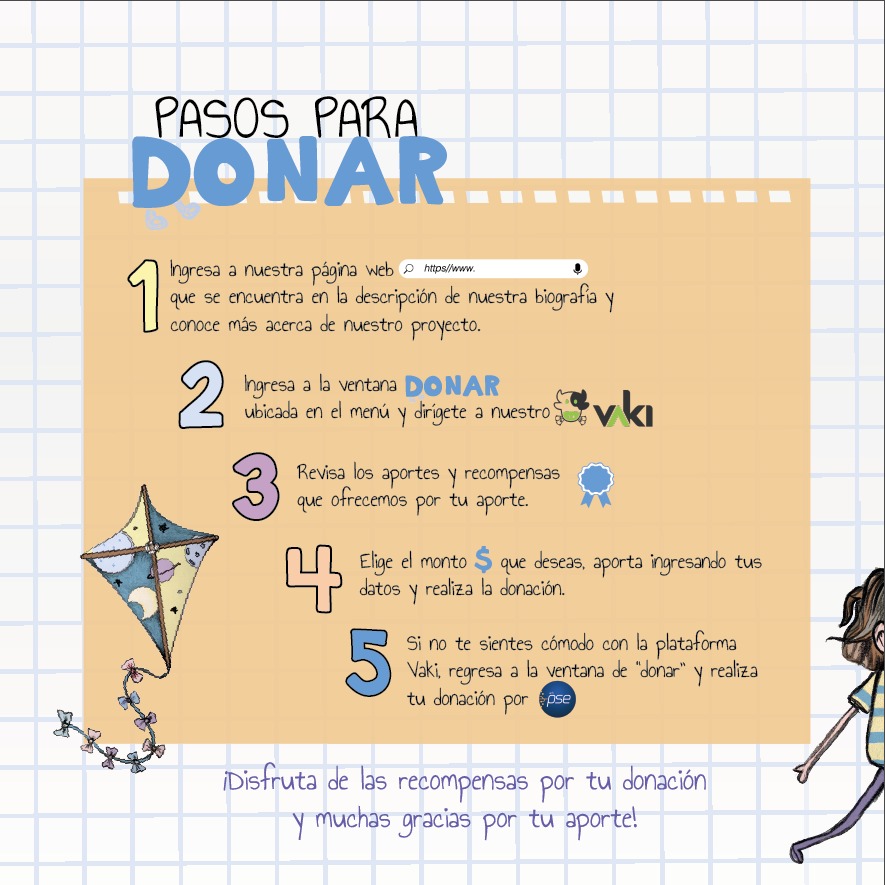 PASOS PARA
DONAR
1 Ingresa a nuestra página web https//www.
que se encuentra en la descripción de nuestra biografía y
conoce más acerca de nuestro proyecto.
2 Ingresa a la ventana DONAR
ubicada en el menú y dirígete a nuestro VAKI
3 Revisa los aportes y recompensas
que ofrecemos por tu aporte.
4 Elige el monto $ que deseas, aporta ingresando tus
datos y realiza la donación.
5 Si no te sientes cómodo con la plataforma
Vaki, regresa a la ventana de "donar" y realiza
tu donación por pse
¡Disfruta de las recompensas por tu donación
y muchas gracias por tu aporte!